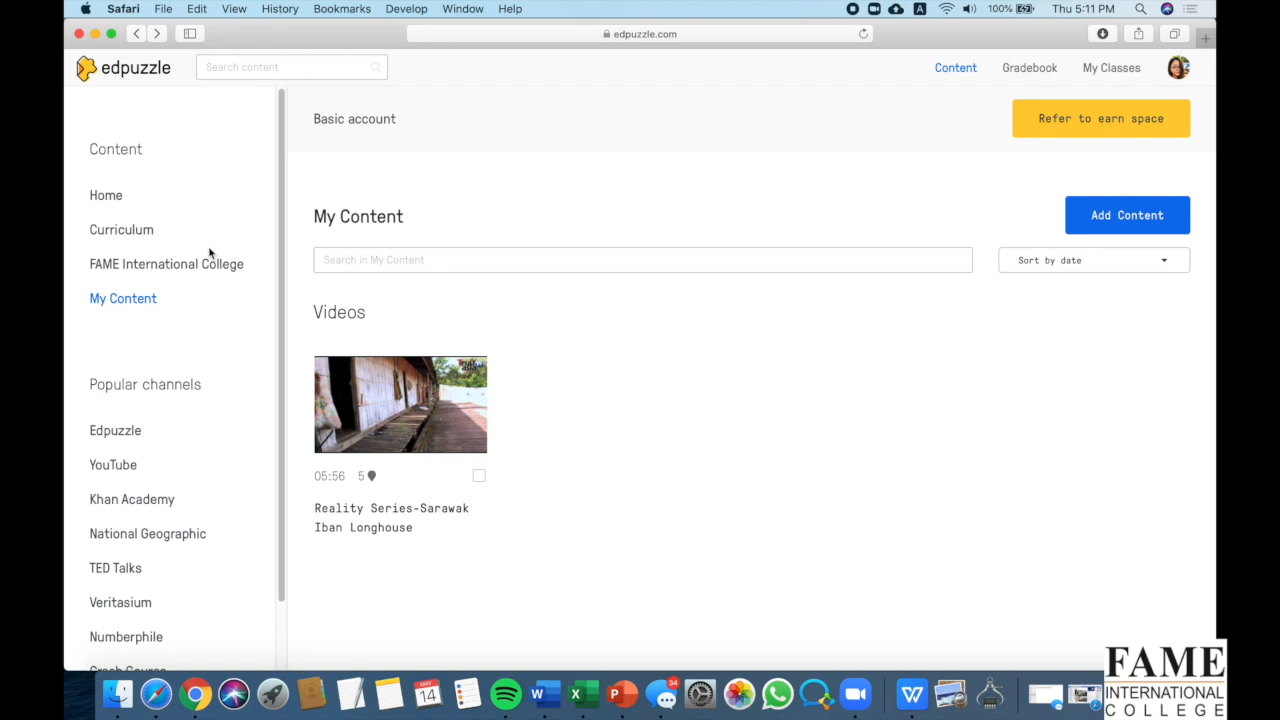 Safari File Edit View History Bookmarks Develop Window Help 100% Thu 5:11 PM
edpuzzle.com
edpuzzle Search content Content Gradebook My Classes
Basic account Refer to earn space
Content
Home
Curriculum
FAME International College
My Content
Popular channels
Edpuzzle
YouTube
Khan Academy
National Geographic
TED Talks
Veritasium
Numberphile
Crash Course
My Content Add Content
Search in My Content Sort by date
Videos
05:56 5
Reality Series-Sarawak
Iban Longhouse
34
MAY
14
FAME
INTERNATIONAL
COLLEGE